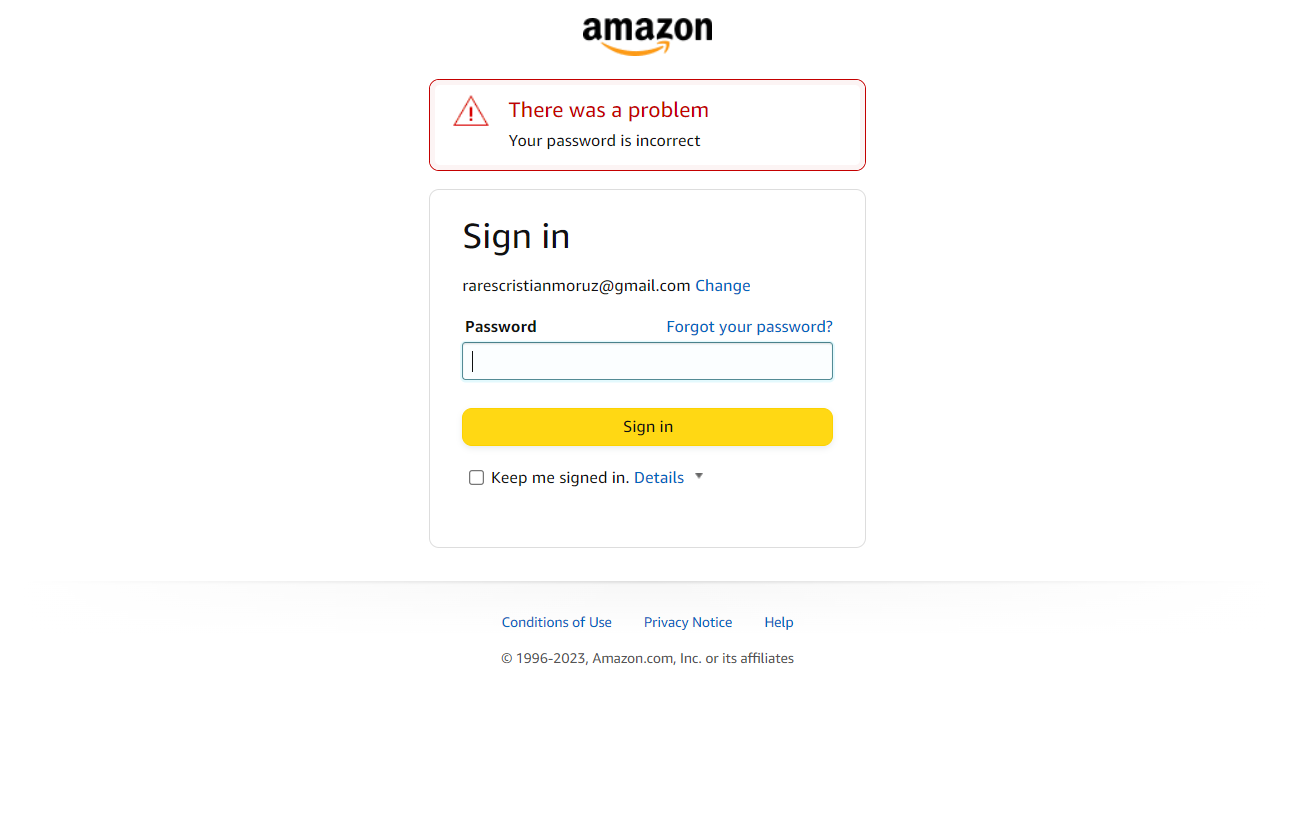 amazon
There was a problem
Your password is incorrect
Sign in
rarescristianmoruz@gmail.com Change
Password Forgot your password?
Sign in
Keep me signed in. Details
Conditions of Use Privacy Notice Help
© 1996-2023, Amazon.com, Inc. or its affiliates